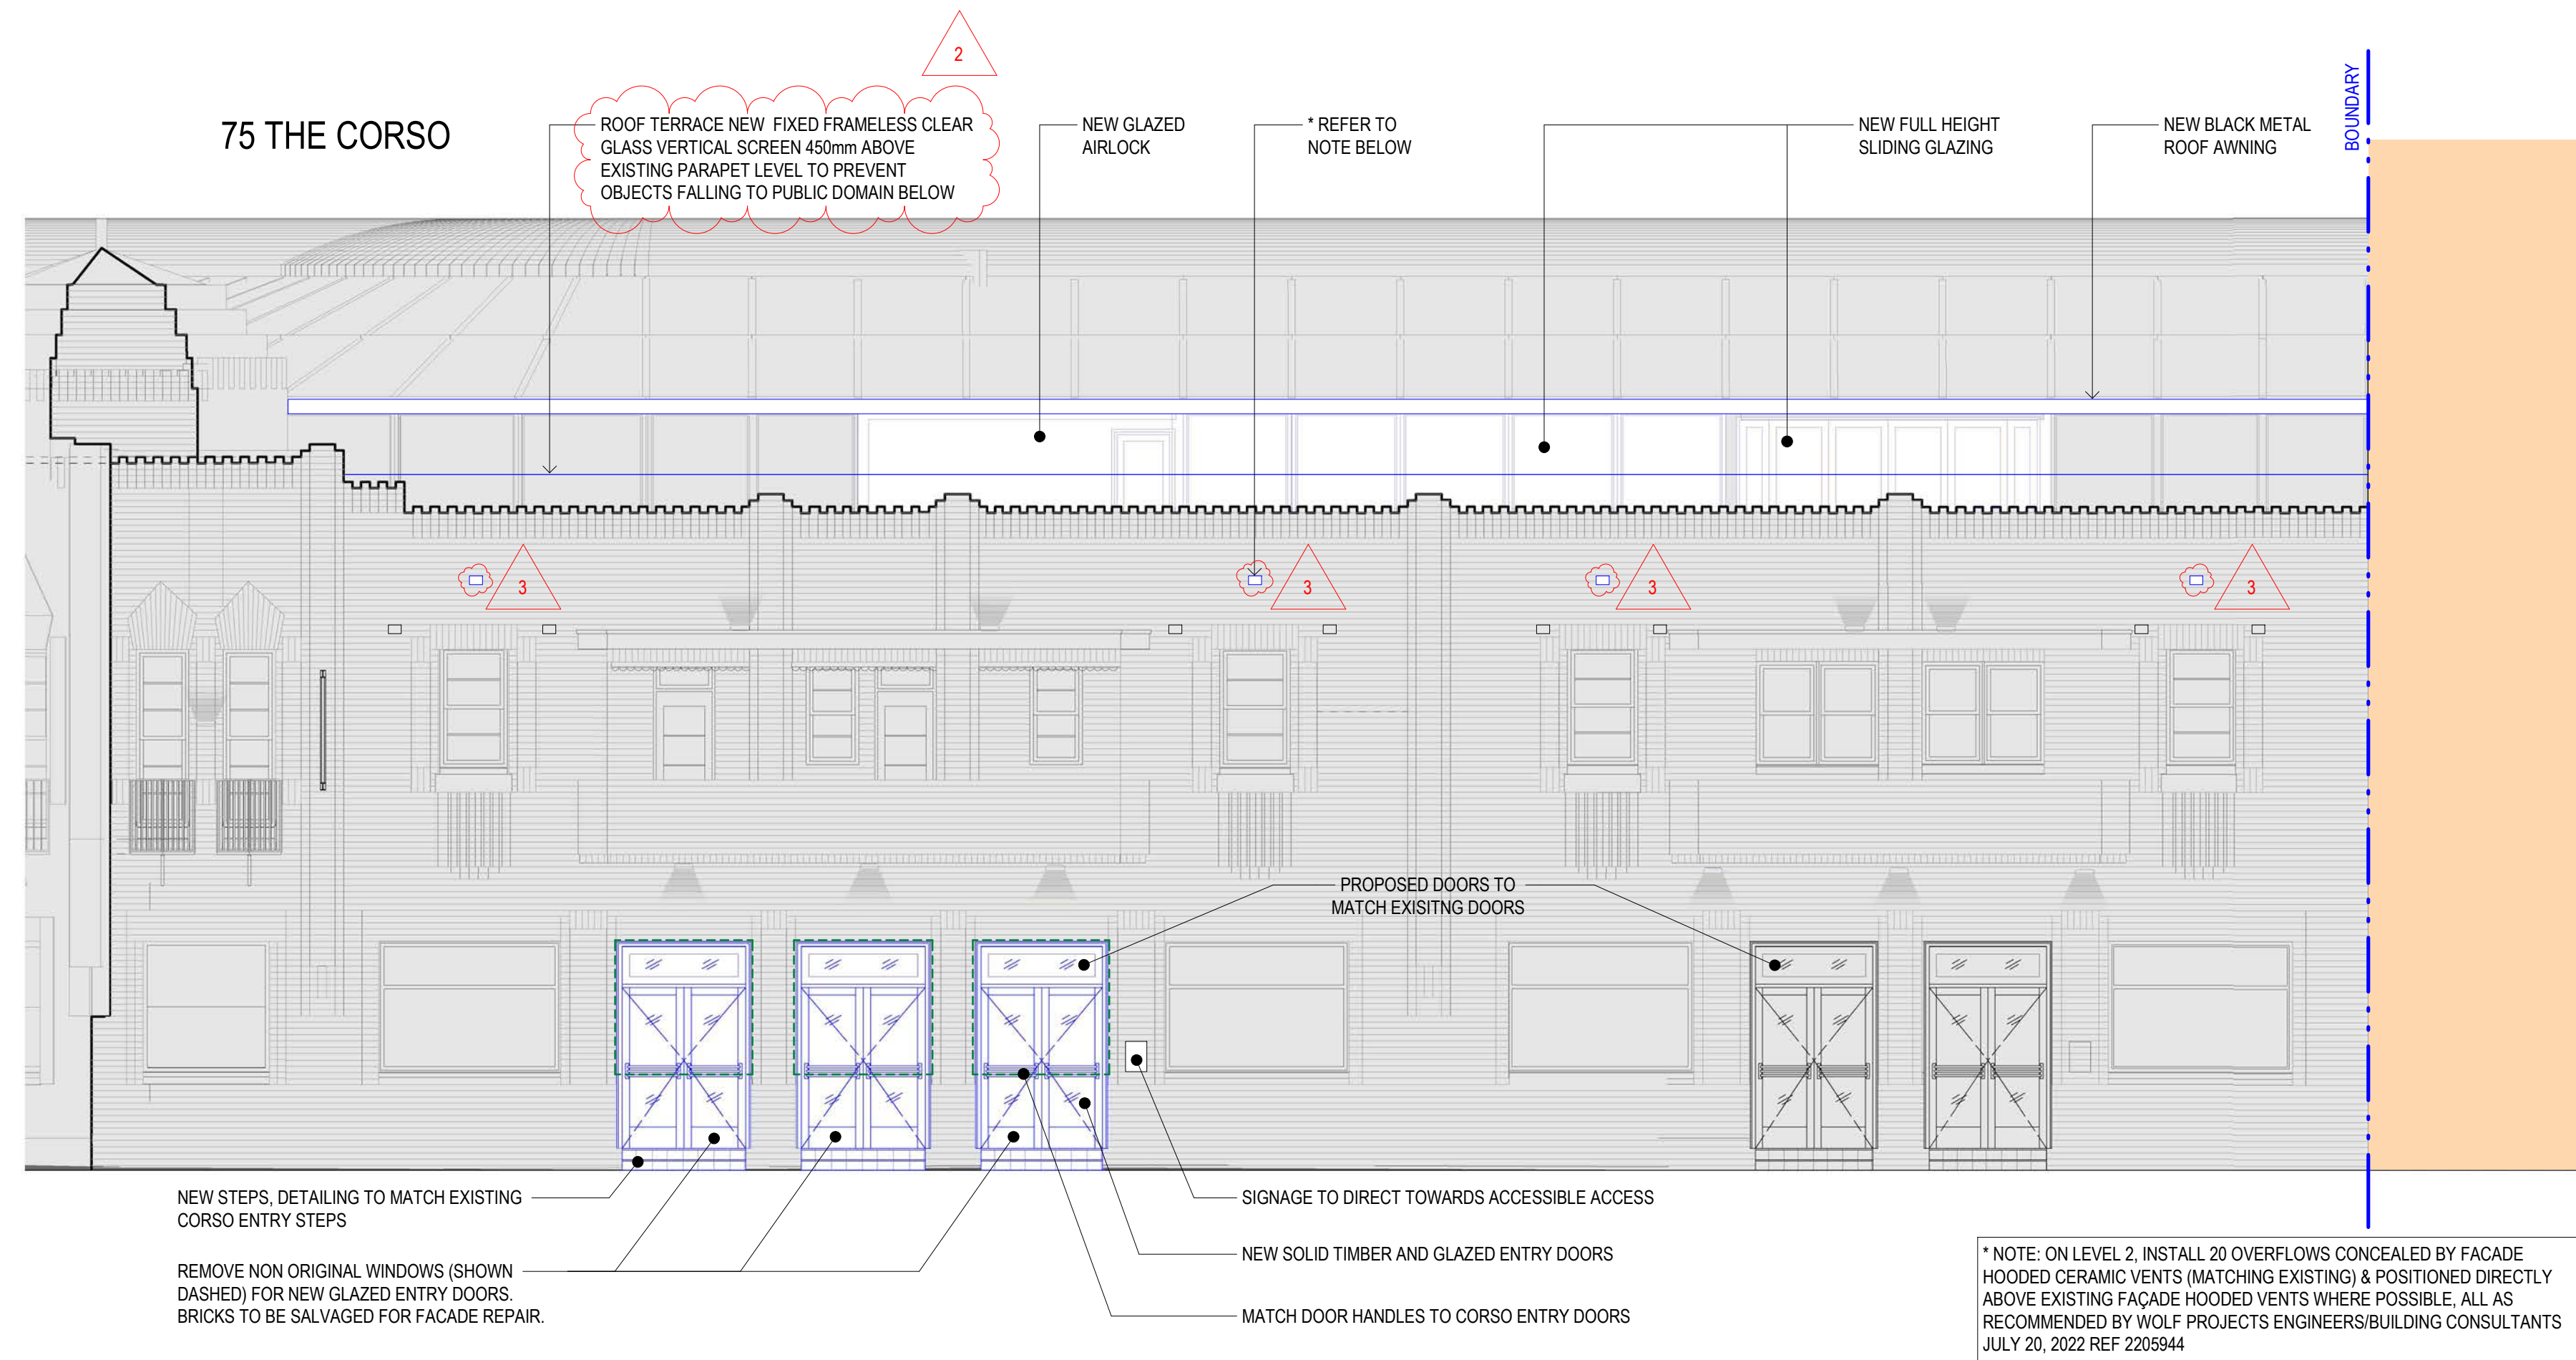 2
75 THE CORSO
ROOF TERRACE NEW FIXED FRAMELESS CLEAR
GLASS VERTICAL SCREEN 450mm ABOVE
EXISTING PARAPET LEVEL TO PREVENT
OBJECTS FALLING TO PUBLIC DOMAIN BELOW
NEW GLAZED
AIRLOCK
* REFER TO
NOTE BELOW
NEW FULL HEIGHT
SLIDING GLAZING
NEW BLACK METAL
ROOF AWNING
BOUNDARY
3
3
3
3
PROPOSED DOORS TO
MATCH EXISITNG DOORS
NEW STEPS, DETAILING TO MATCH EXISTING
CORSO ENTRY STEPS
REMOVE NON ORIGINAL WINDOWS (SHOWN
DASHED) FOR NEW GLAZED ENTRY DOORS.
BRICKS TO BE SALVAGED FOR FACADE REPAIR.
SIGNAGE TO DIRECT TOWARDS ACCESSIBLE ACCESS
NEW SOLID TIMBER AND GLAZED ENTRY DOORS
MATCH DOOR HANDLES TO CORSO ENTRY DOORS
* NOTE: ON LEVEL 2, INSTALL 20 OVERFLOWS CONCEALED BY FACADE
HOODED CERAMIC VENTS (MATCHING EXISTING) & POSITIONED DIRECTLY
ABOVE EXISTING FAÇADE HOODED VENTS WHERE POSSIBLE, ALL AS
RECOMMENDED BY WOLF PROJECTS ENGINEERS/BUILDING CONSULTANTS
JULY 20, 2022 REF 2205944